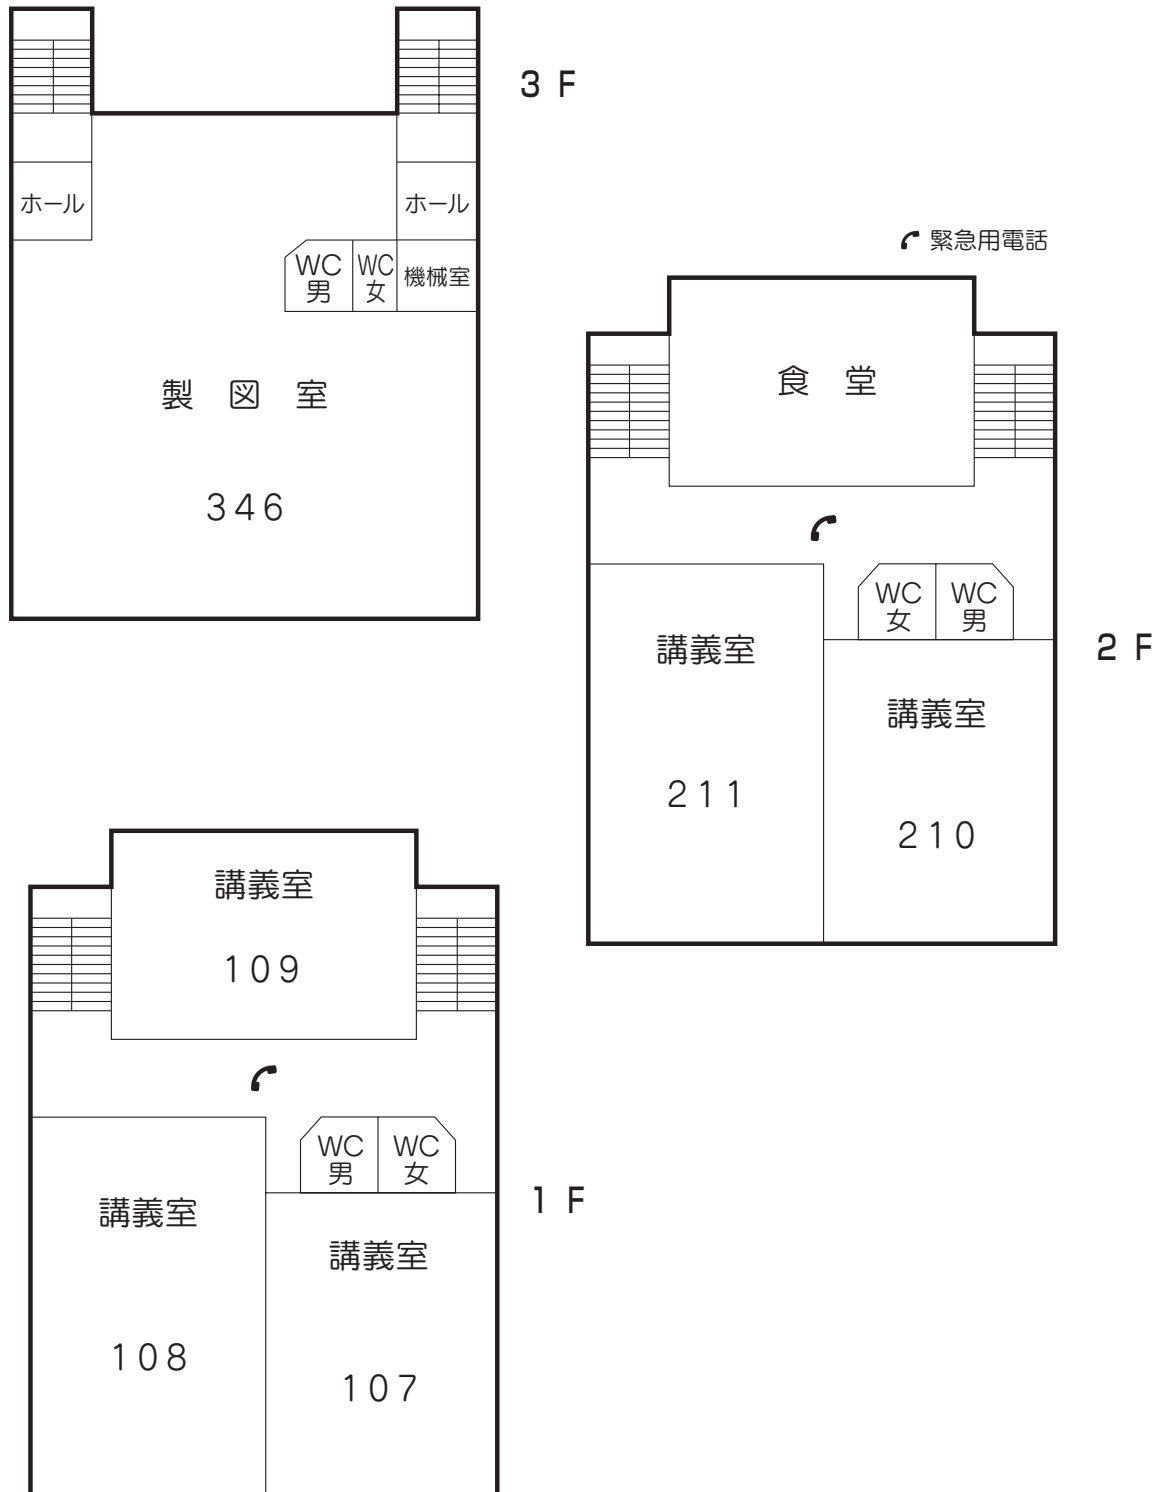 3 F
ホール
ホール
WC
男
WC
女
機械室
製 図 室
346
緊急用電話
食 堂
WC
女
WC
男
講義室
211
講義室
210
2 F
講義室
109
WC
男
WC
女
講義室
108
講義室
107
1 F